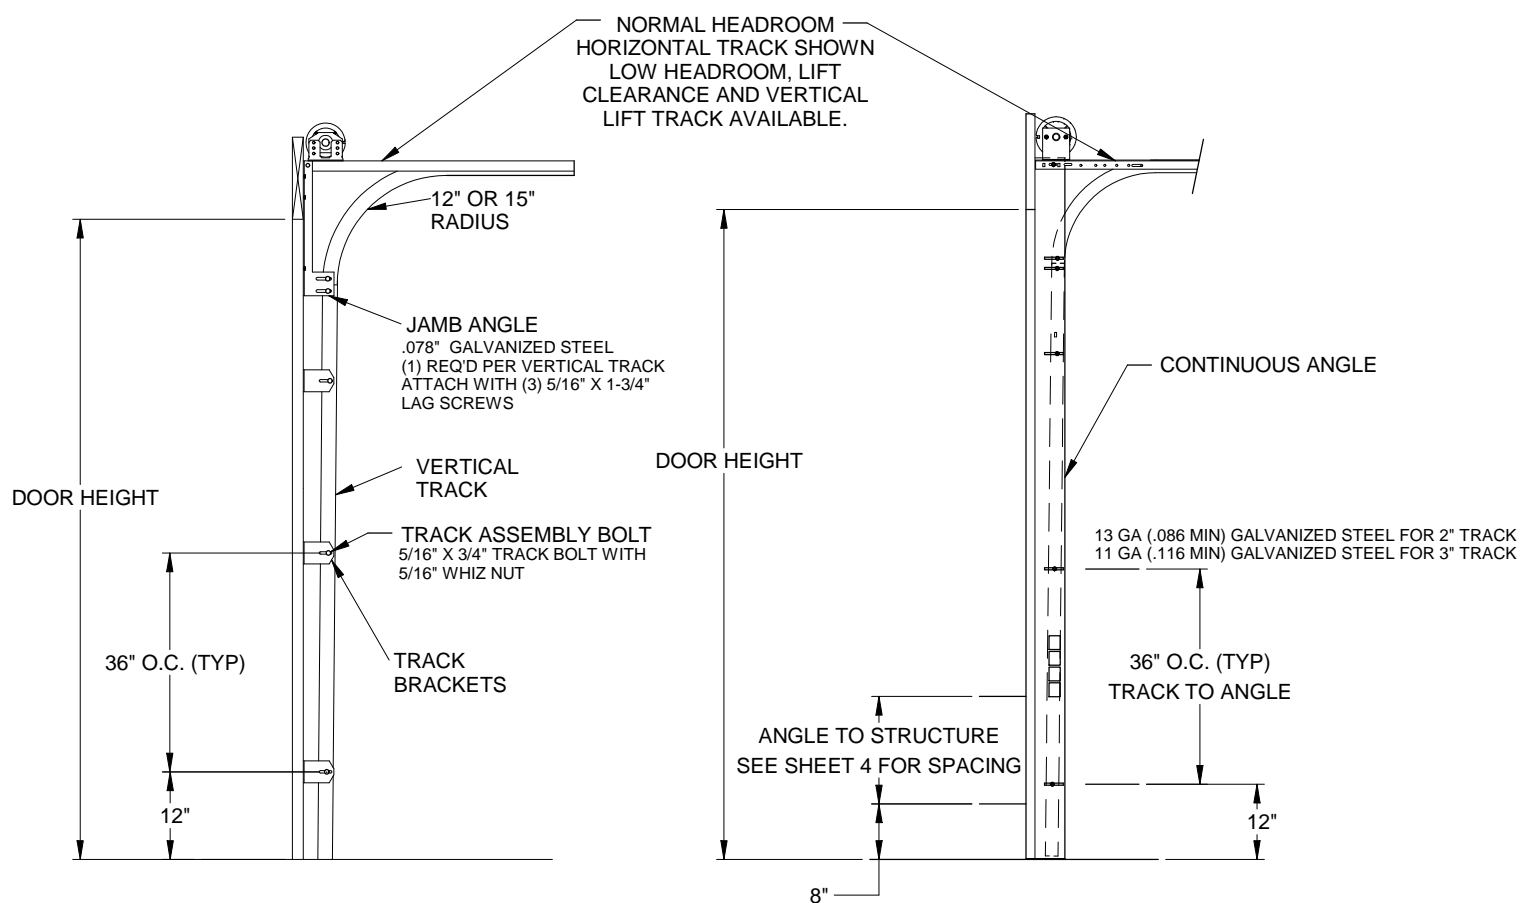 NORMAL HEADROOM
HORIZONTAL TRACK SHOWN
LOW HEADROOM, LIFT
CLEARANCE AND VERTICAL
LIFT TRACK AVAILABLE.
12" OR 15"
RADIUS
JAMB ANGLE
.078" GALVANIZED STEEL
(1) REQ'D PER VERTICAL TRACK
ATTACH WITH (3) 5/16" X 1-3/4"
LAG SCREWS
VERTICAL
TRACK
DOOR HEIGHT
TRACK ASSEMBLY BOLT
5/16" X 3/4" TRACK BOLT WITH
5/16" WHIZ NUT
36" O.C. (TYP)
TRACK
BRACKETS
12"
CONTINUOUS ANGLE
DOOR HEIGHT
13 GA (.086 MIN) GALVANIZED STEEL FOR 2" TRACK
11 GA (.116 MIN) GALVANIZED STEEL FOR 3" TRACK
36" O.C. (TYP)
TRACK TO ANGLE
ANGLE TO STRUCTURE
SEE SHEET 4 FOR SPACING
12"
8"